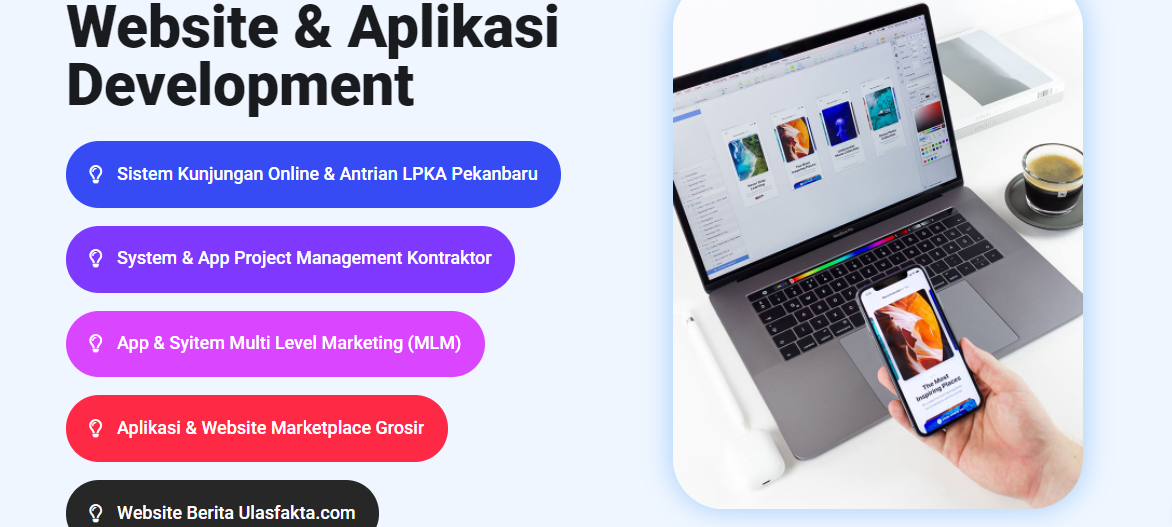 Website & Aplikasi
Development
Sistem Kunjungan Online & Antrian LPKA Pekanbaru
System & App Project Management Kontraktor
App & Syitem Multi Level Marketing (MLM)
Aplikasi & Website Marketplace Grosir
Website Berita Ulasfakta.com
The Most
Inspiring Places